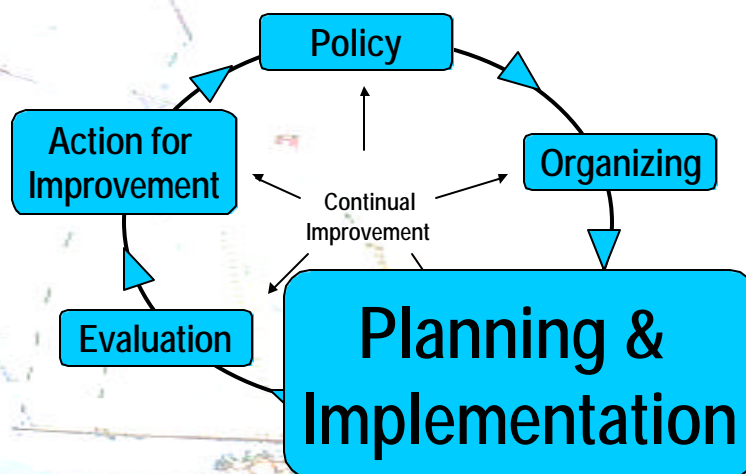 Policy
Organizing
Planning &
Implementation
Evaluation
Action for
Improvement
Continual
Improvement